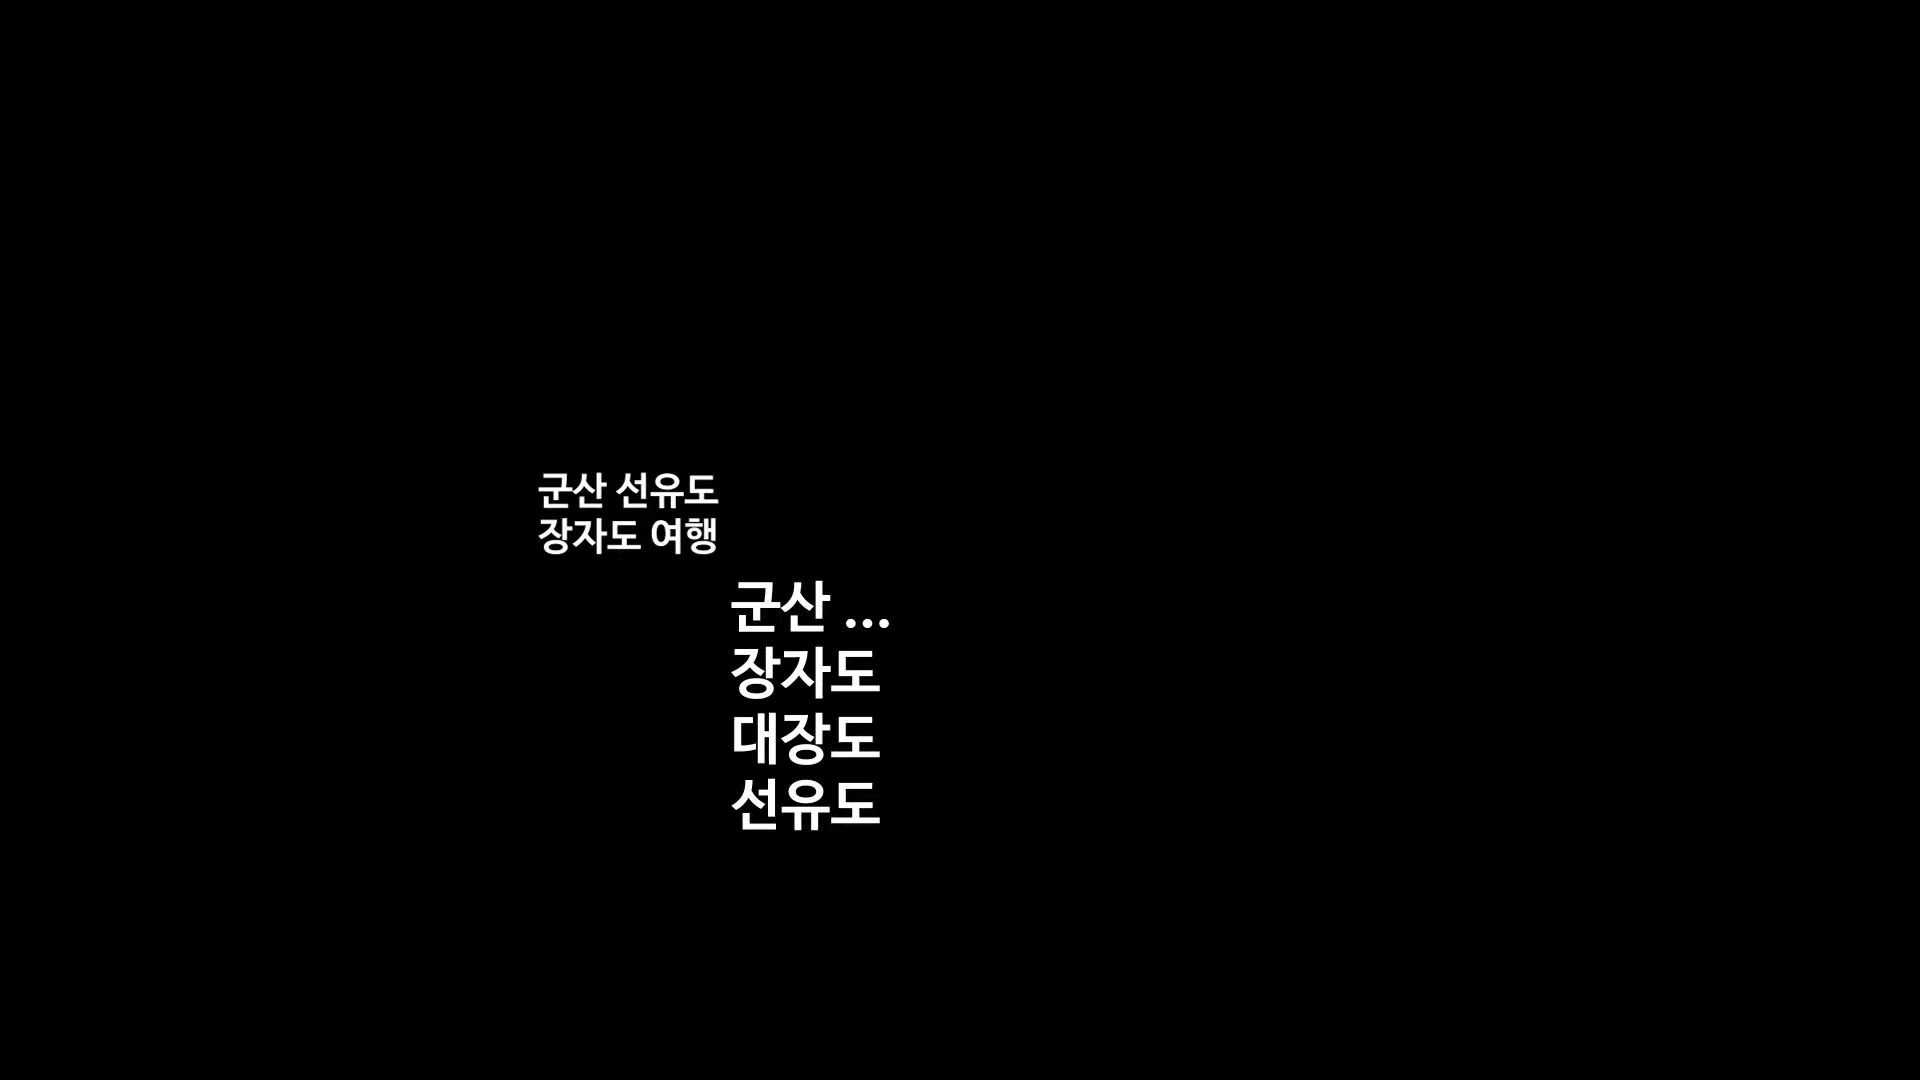 군산 선유도
장자도 여행
군산 ...
장자도
대장도
선유도